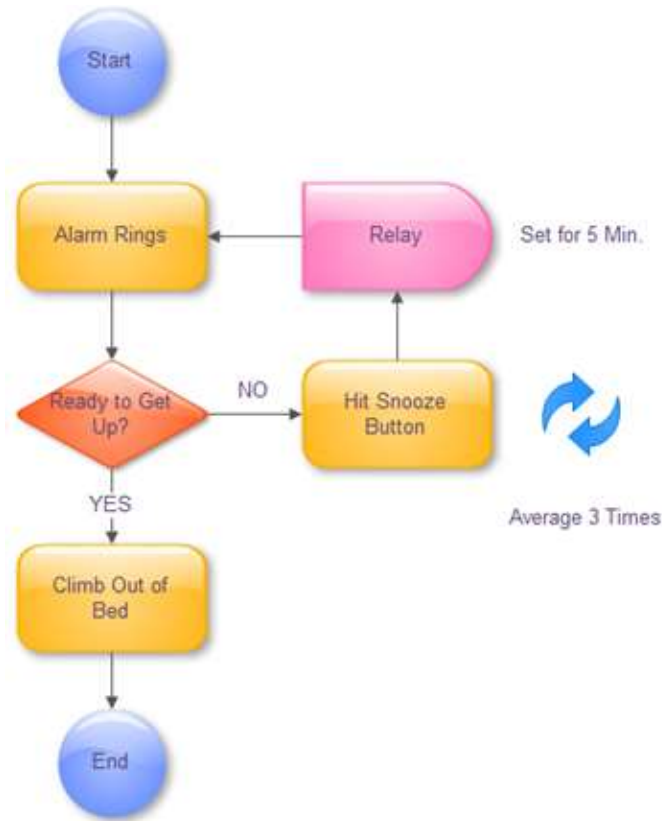 Start
Alarm Rings
Relay
Set for 5 Min.
Ready to Get
Up?
NO
Hit Snooze
Button
YES
Average 3 Times
Climb Out of
Bed
End